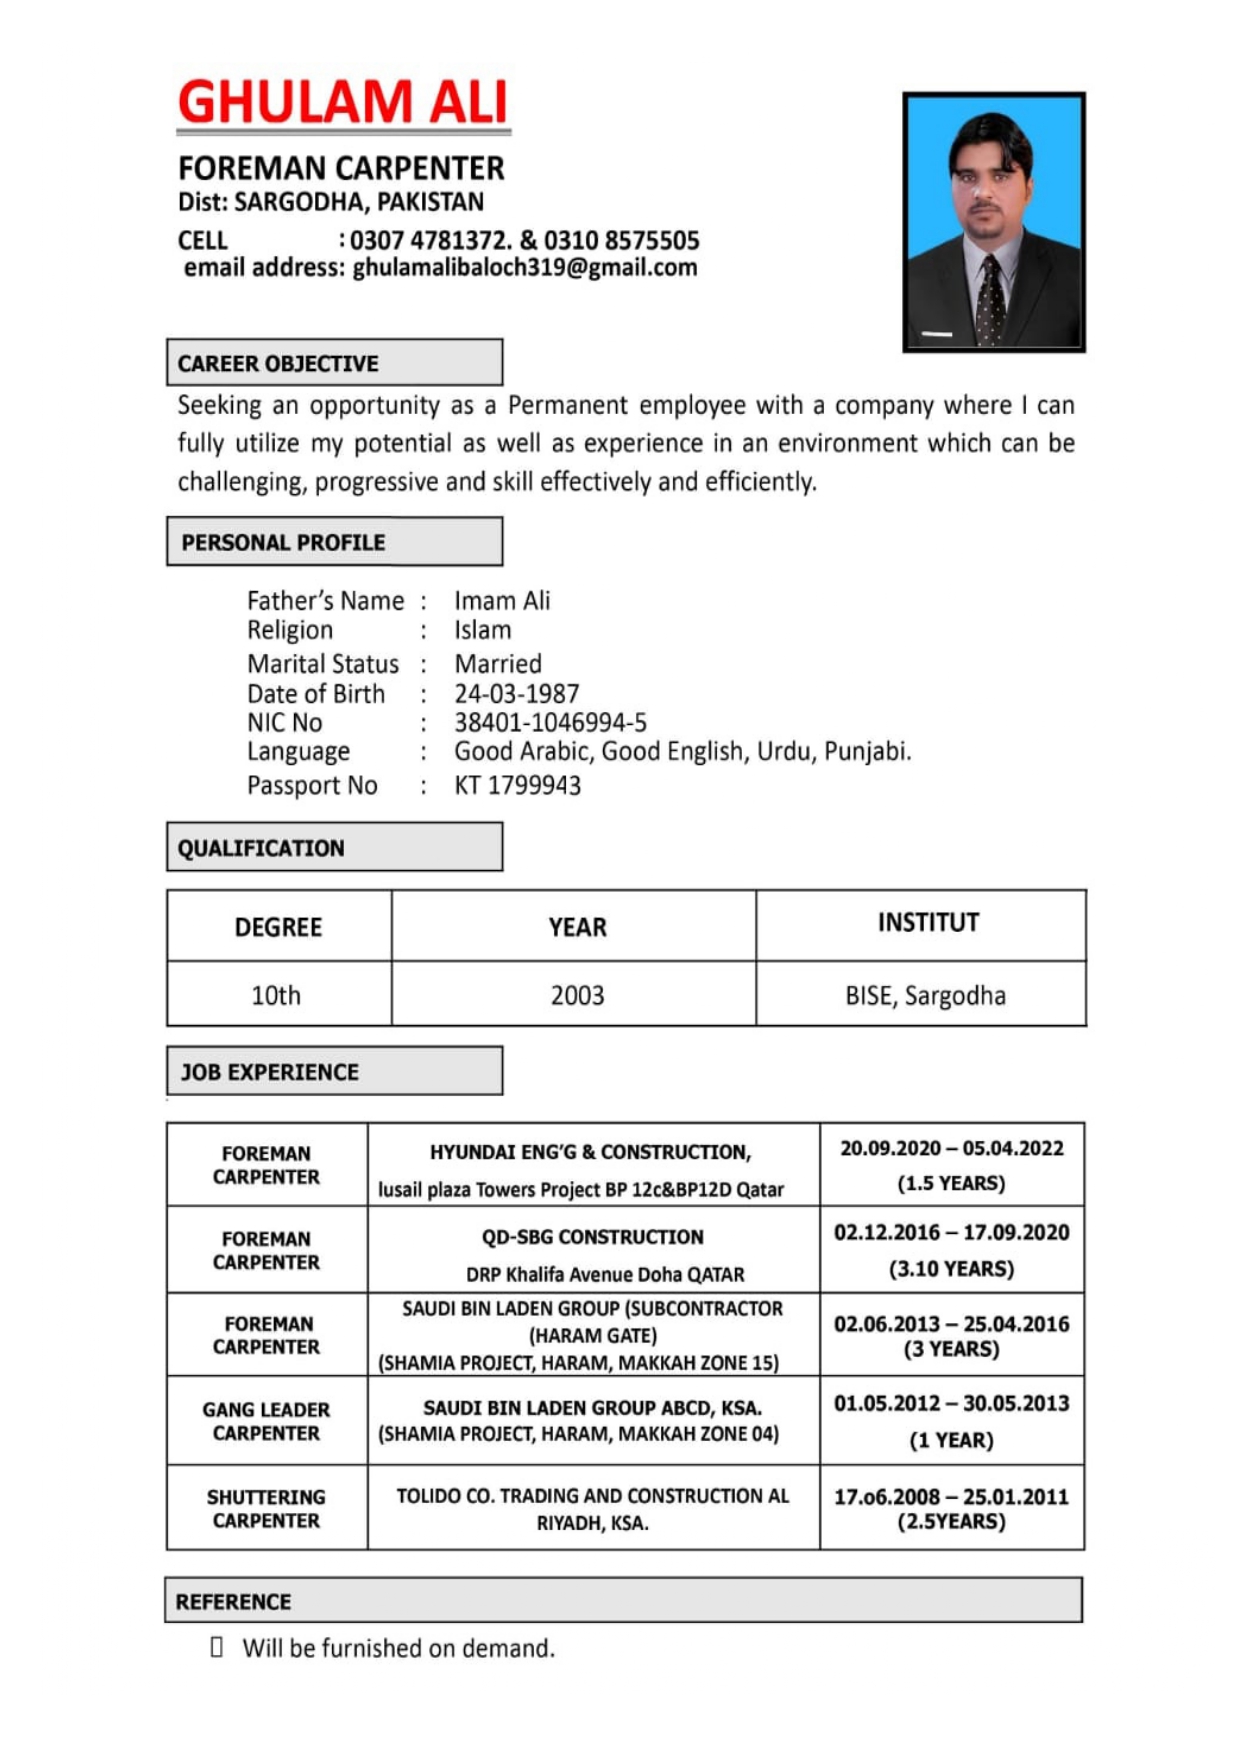 GHULAM ALI
FOREMAN CARPENTER
Dist: SARGODHA, PAKISTAN
CELL : 0307 4781372. & 0310 8575505
email address: ghulamalibaloch319@gmail.com
CAREER OBJECTIVE
Seeking an opportunity as a Permanent employee with a company where I can
fully utilize my potential as well as experience in an environment which can be
challenging, progressive and skill effectively and efficiently.
PERSONAL PROFILE
Father's Name : Imam Ali
Religion : Islam
Marital Status : Married
Date of Birth : 24-03-1987
NIC No : 38401-1046994-5
Language : Good Arabic, Good English, Urdu, Punjabi.
Passport No : KT 1799943
QUALIFICATION
DEGREE YEAR INSTITUT
10th 2003 BISE, Sargodha
JOB EXPERIENCE
FOREMAN
CARPENTER
HYUNDAI ENG'G & CONSTRUCTION,
lusail plaza Towers Project BP 12c&BP12D Qatar
20.09.2020 – 05.04.2022
(1.5 YEARS)
FOREMAN
CARPENTER
QD-SBG CONSTRUCTION
DRP Khalifa Avenue Doha QATAR
02.12.2016 – 17.09.2020
(3.10 YEARS)
FOREMAN
CARPENTER
SAUDI BIN LADEN GROUP (SUBCONTRACTOR
(HARAM GATE)
(SHAMIA PROJECT, HARAM, MAKKAH ZONE 15)
02.06.2013 – 25.04.2016
(3 YEARS)
GANG LEADER
CARPENTER
SAUDI BIN LADEN GROUP ABCD, KSA.
(SHAMIA PROJECT, HARAM, MAKKAH ZONE 04)
01.05.2012 – 30.05.2013
(1 YEAR)
SHUTTERING
CARPENTER
TOLIDO CO. TRADING AND CONSTRUCTION AL
RIYADH, KSA.
17.o6.2008 – 25.01.2011
(2.5YEARS)
REFERENCE
Will be furnished on demand.